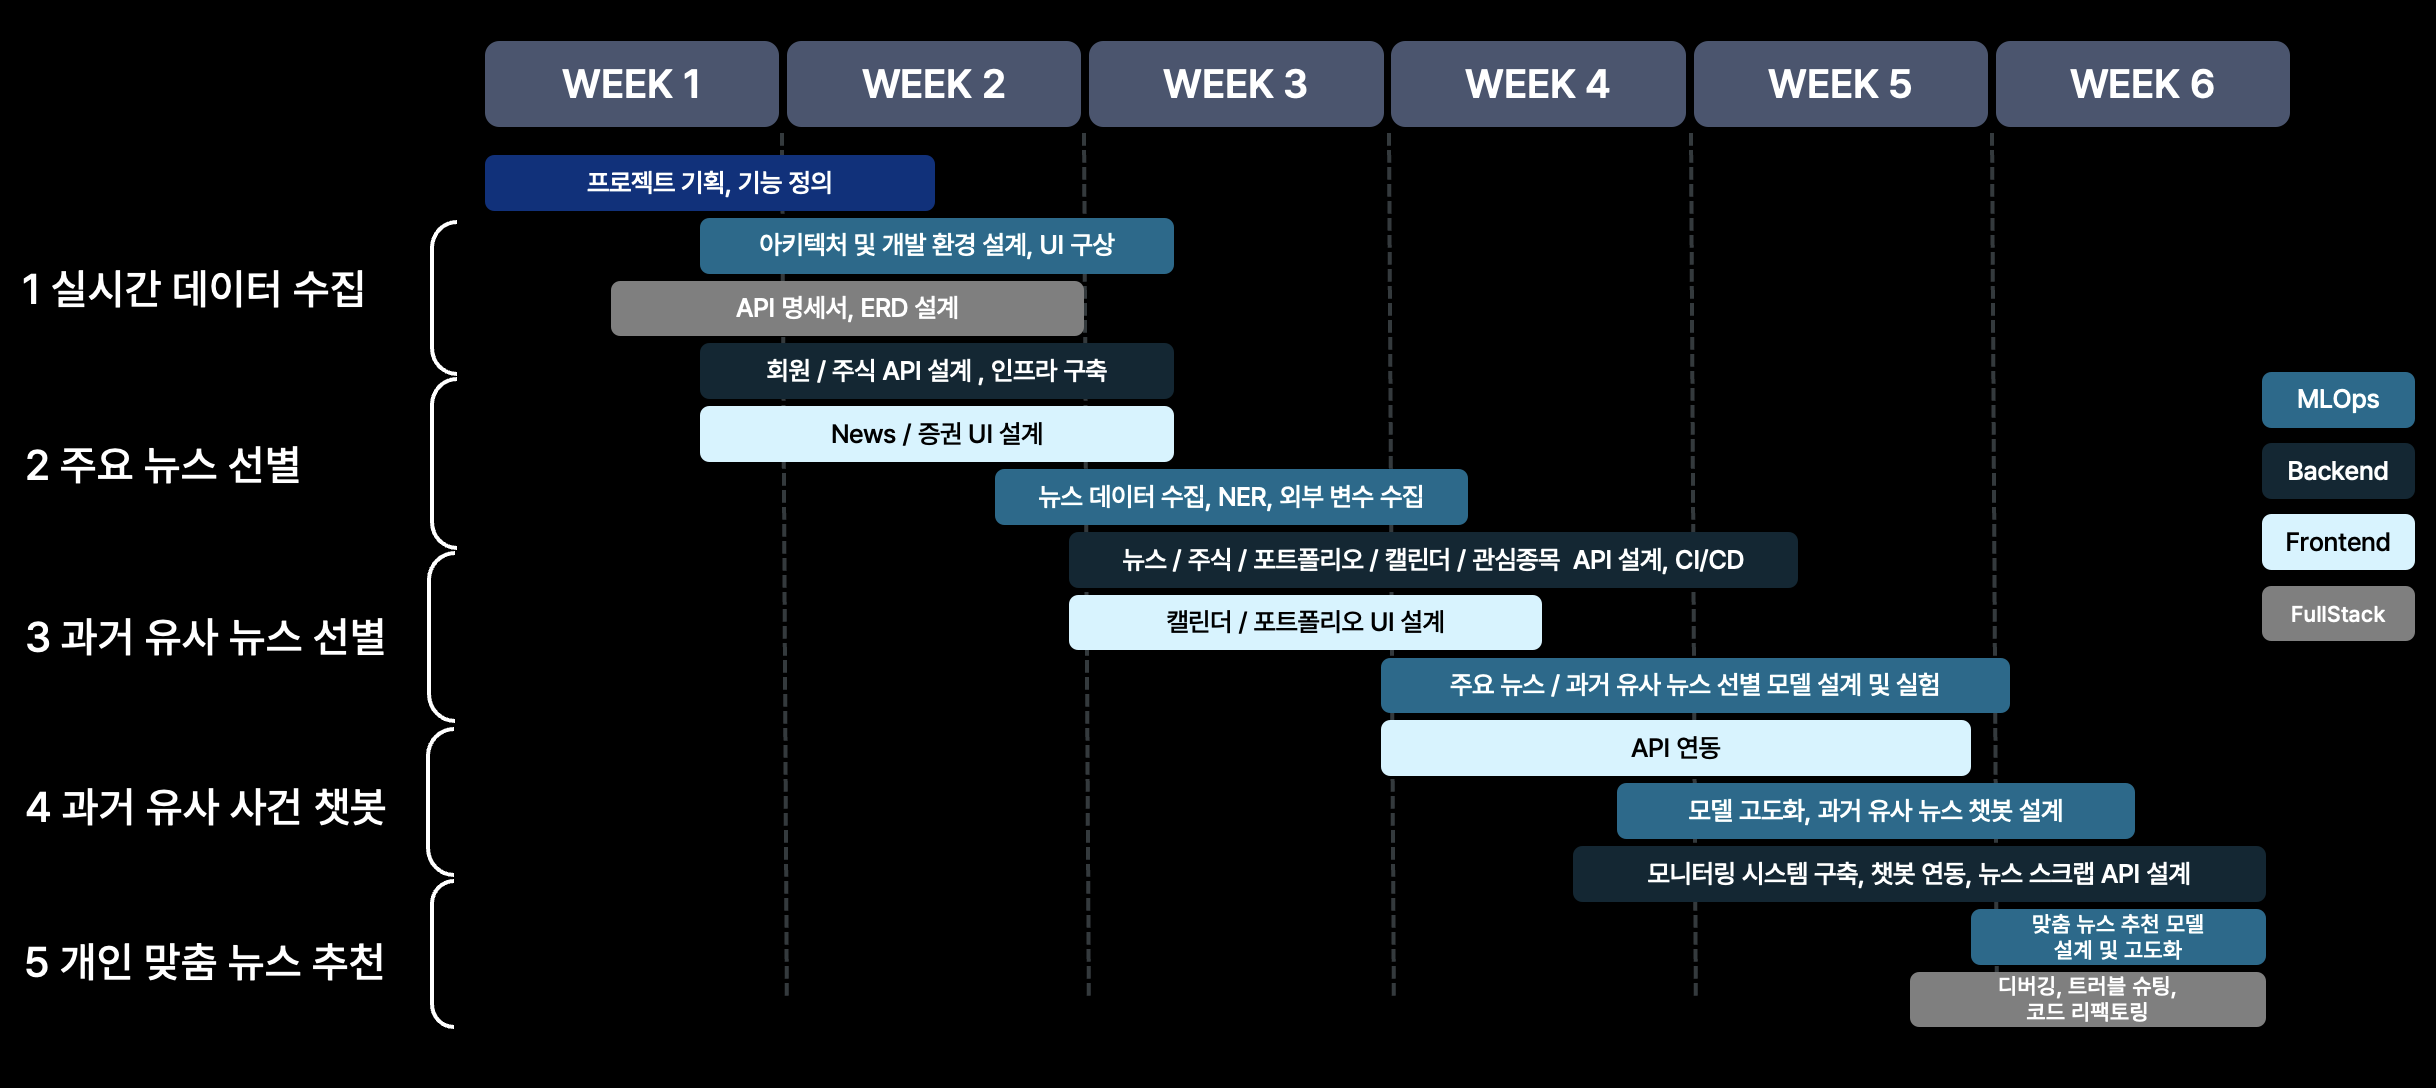 WEEK 1
WEEK 2
WEEK 3
WEEK 4
WEEK 5
WEEK 6
프로젝트 기획, 기능 정의
1 실시간 데이터 수집
아키텍처 및 개발 환경 설계, UI 구상
API 명세서, ERD 설계
회원 / 주식 API 설계 , 인프라 구축
2 주요 뉴스 선별
News / 증권 UI 설계
뉴스 데이터 수집, NER, 외부 변수 수집
뉴스 / 주식 / 포트폴리오 / 캘린더 / 관심종목  API 설계, CI/CD
3 과거 유사 뉴스 선별
캘린더 / 포트폴리오 UI 설계
주요 뉴스 / 과거 유사 뉴스 선별 모델 설계 및 실험
API 연동
4 과거 유사 사건 챗봇
모델 고도화, 과거 유사 뉴스 챗봇 설계
모니터링 시스템 구축, 챗봇 연동, 뉴스 스크랩 API 설계
5 개인 맞춤 뉴스 추천
맞춤 뉴스 추천 모델
설계 및 고도화
디버깅, 트러블 슈팅,
코드 리팩토링
MLOps
Backend
Frontend
FullStack